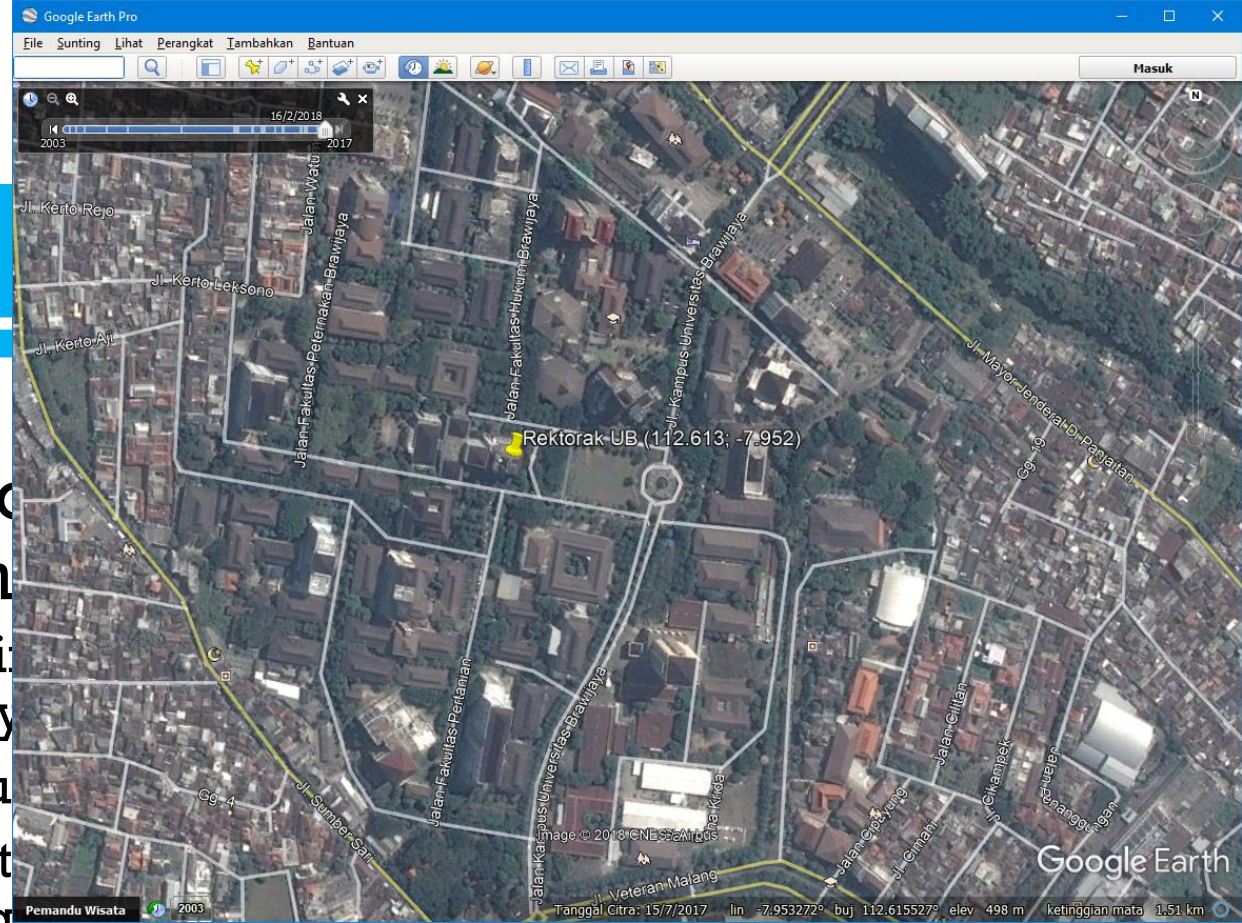 Google Earth Pro
File Sunting Lihat Perangkat Tambahkan Bantuan
Masuk
16/2/2018
2003 2017
N
Jl. Kerto Rejo
Jl. Kerto Leksono
Jl. Kerto Aji
Jalan Watu
Jalan Fakultas Peternakan Brawijaya
Jalan Fakultas Hukum Brawijaya
Jl. Kampus Universitas Brawijaya
Jl. Mayor Jenderal Di Panjaitan
Gg. 19
Rektorak UB (112.613; -7.952)
Jalan Fakultas Pertanian
Jalan Kampus Universitas Brawijaya
Gg. 4
Jl. Sumber Sari
Jalan Cilitan
Jl. Cikampek
Jalan Cipuyung
Jl. Cimahi
Jl. Veteran Malang
Image © 2018 CNES / Airbus
Google Earth
Pemandu Wisata 2003
Tanggal Citra: 15/7/2017 lin -7.953272° buj 112.615527° elev 498 m ketinggian mata 1.51 km